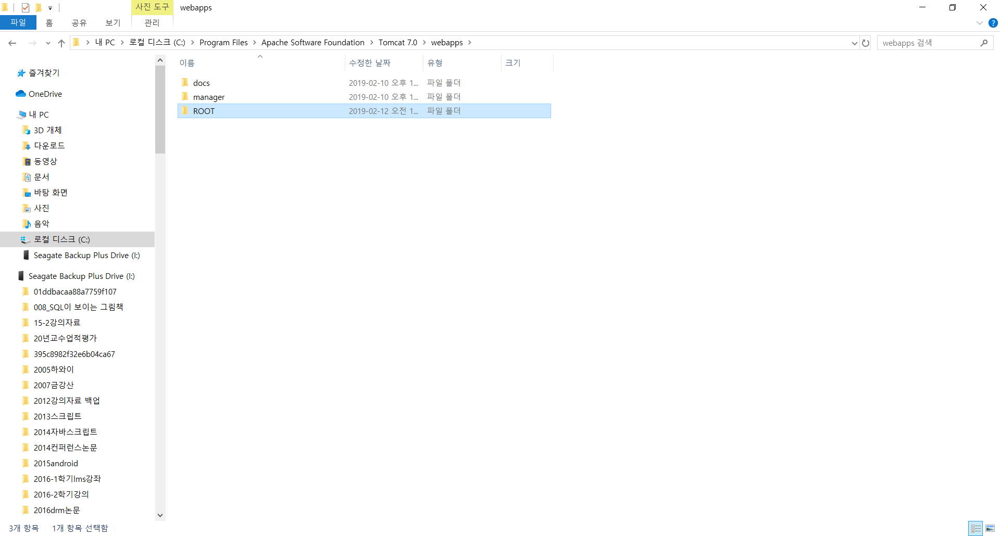 사진 도구 webapps
파일 홈 공유 보기 관리
내 PC 로컬 디스크 (C:) Program Files Apache Software Foundation Tomcat 7.0 webapps
webapps 검색
즐겨찾기
OneDrive
내 PC
3D 개체
다운로드
동영상
문서
바탕 화면
사진
음악
로컬 디스크 (C:)
Seagate Backup Plus Drive (I:)
Seagate Backup Plus Drive (I:)
01ddbacaa88a7759f107
008_SQL이 보이는 그림책
15-2강의자료
20년교수업적평가
395c8982f32e6b04ca67
2005하와이
2007금강산
2012강의자료 백업
2013스크립트
2014자바스크립트
2014컨퍼런스논문
2015android
2016-1학기lms강좌
2016-2학기강의
2016drm논문
이름 수정한 날짜 유형 크기
docs 2019-02-10 오후 1... 파일 폴더
manager 2019-02-10 오후 1... 파일 폴더
ROOT 2019-02-12 오전 1... 파일 폴더
3개 항목 1개 항목 선택함